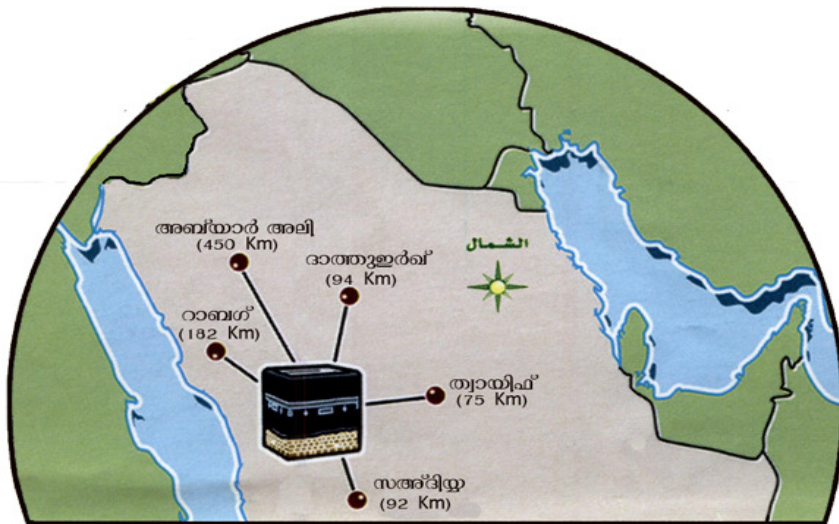 അബ്‌യാർ അലി
(450 Km)
ദാത്തുഇർഖ്
(94 Km)
الشمال
റാബഗ്
(182 Km)
ത്വായിഫ്
(75 Km)
സഅ്ദിയ്യ
(92 Km)